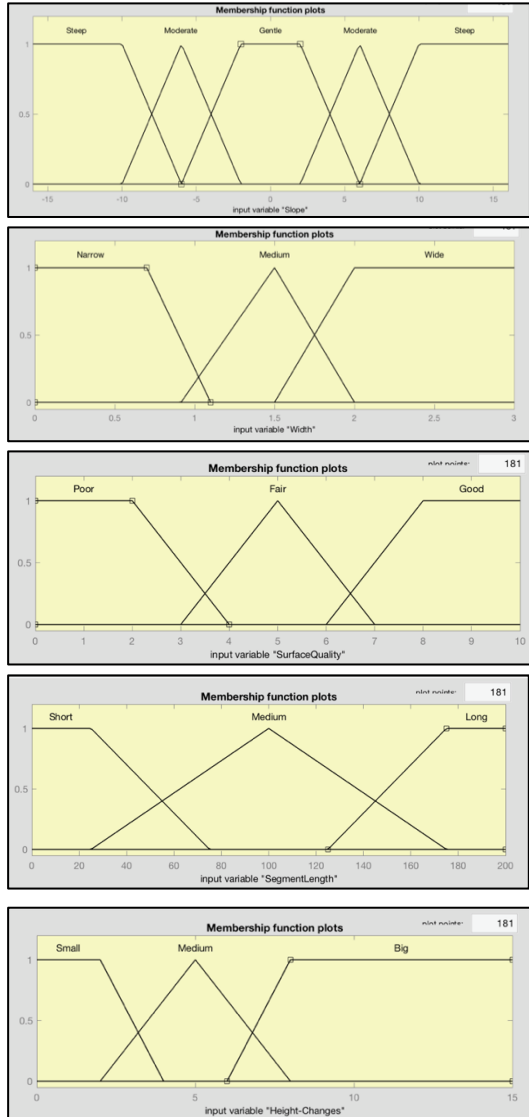 Membership function plots
Steep Moderate Gentle Moderate Steep
1
0.5
0
-15 -10 -5 0 5 10 15
input variable "Slope"
Membership function plots
Narrow Medium Wide
1
0.5
0
0 0.5 1 1.5 2 2.5 3
input variable "Width"
Membership function plots plot points: 181
Poor Fair Good
1
0.5
0
0 1 2 3 4 5 6 7 8 9 10
input variable "SurfaceQuality"
Membership function plots plot points: 181
Short Medium Long
1
0.5
0
0 20 40 60 80 100 120 140 160 180 200
input variable "SegmentLength"
Membership function plots plot points: 181
Small Medium Big
1
0.5
0
0 5 10 15
input variable "Height-Changes"